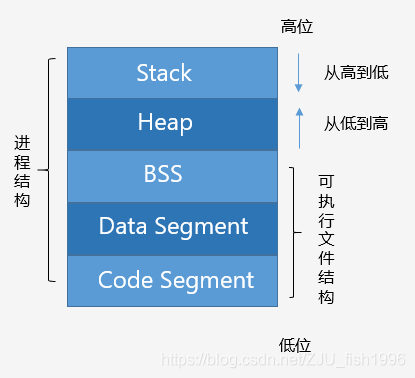 高位
Stack
从高到低
Heap
从低到高
进程结构
BSS
可执行文件结构
Data Segment
Code Segment
低位
https://blog.csdn.net/ZJU_fish1996